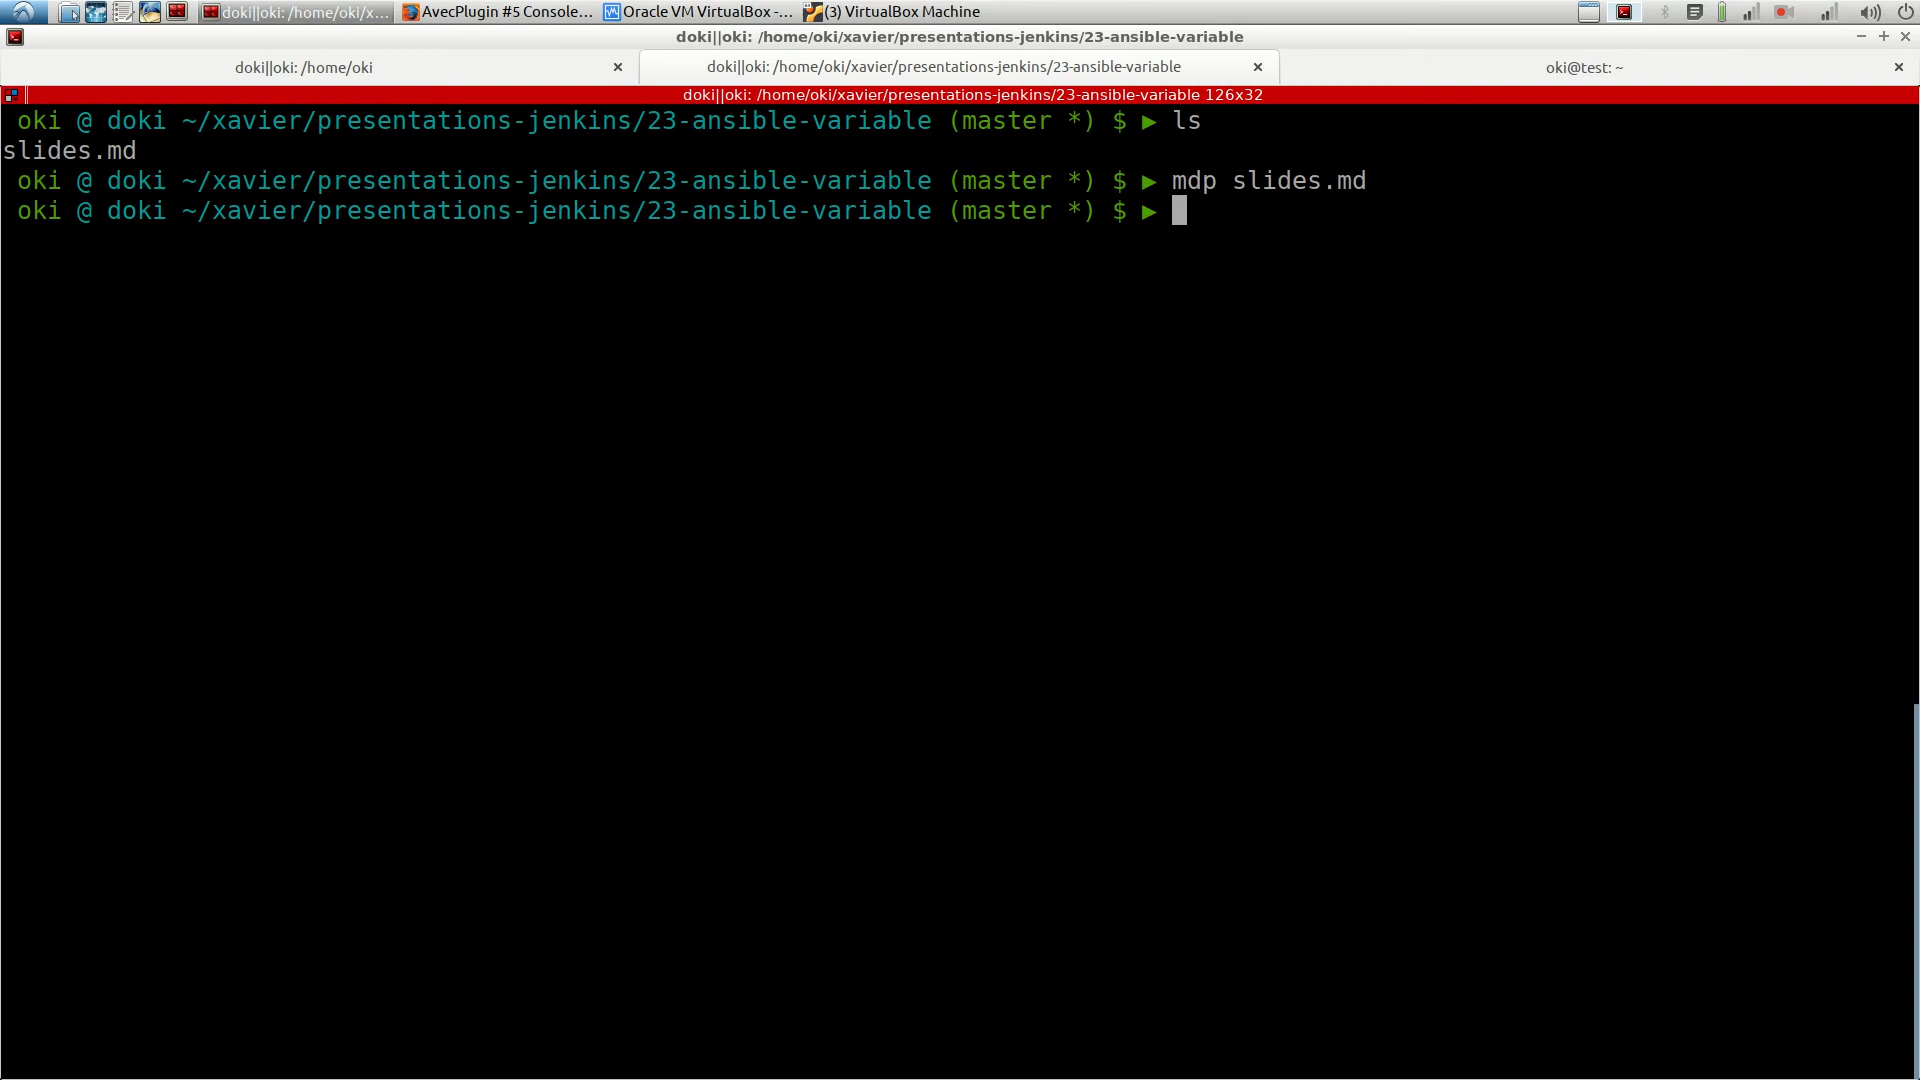 doki||oki: /home/oki/x... AvecPlugin #5 Console... Oracle VM VirtualBox -... (3) VirtualBox Machine
doki||oki: /home/oki/xavier/presentations-jenkins/23-ansible-variable
doki||oki: /home/oki doki||oki: /home/oki/xavier/presentations-jenkins/23-ansible-variable oki@test: ~
doki||oki: /home/oki/xavier/presentations-jenkins/23-ansible-variable 126x32
oki @ doki ~/xavier/presentations-jenkins/23-ansible-variable (master *) $ ▶ ls
slides.md
oki @ doki ~/xavier/presentations-jenkins/23-ansible-variable (master *) $ ▶ mdp slides.md
oki @ doki ~/xavier/presentations-jenkins/23-ansible-variable (master *) $ ▶